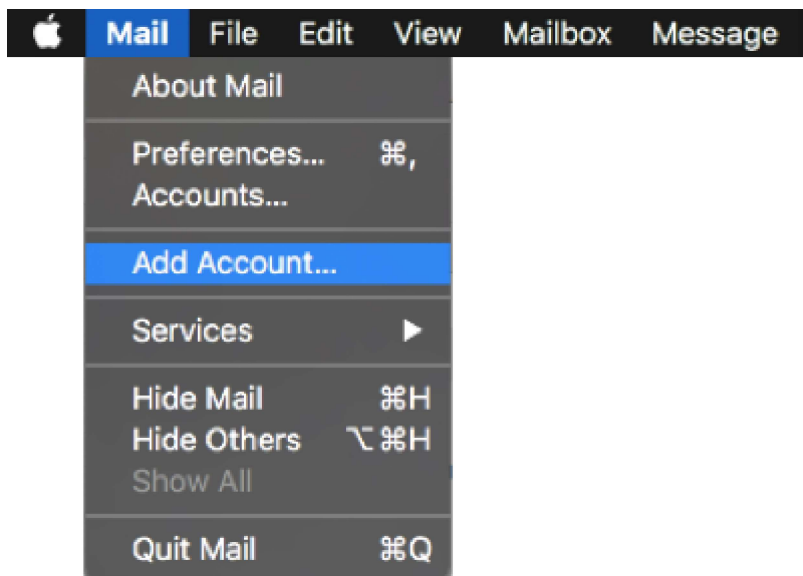 Mail File Edit View Mailbox Message
About Mail
Preferences... ⌘,
Accounts...
Add Account...
Services ▶
Hide Mail ⌘H
Hide Others ⌥⌘H
Show All
Quit Mail ⌘Q